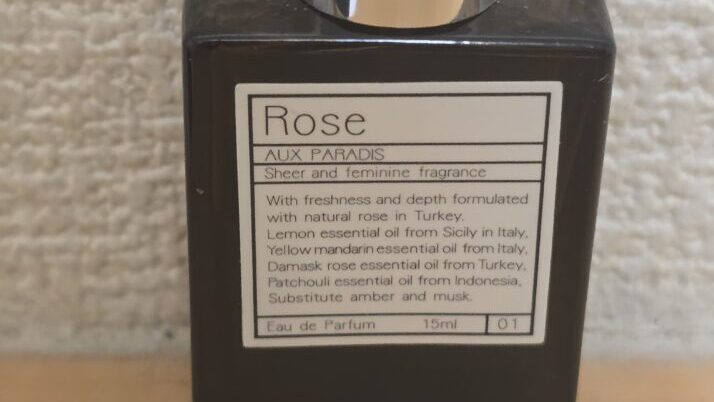 Rose
AUX PARADIS
Sheer and feminine fragrance
With freshness and depth formulated
with natural rose in Turkey.
Lemon essential oil from Sicily in Italy,
Yellow mandarin essential oil from Italy,
Damask rose essential oil from Turkey,
Patchouli essential oil from Indonesia,
Substitute amber and musk.
Eau de Parfum 15ml 01